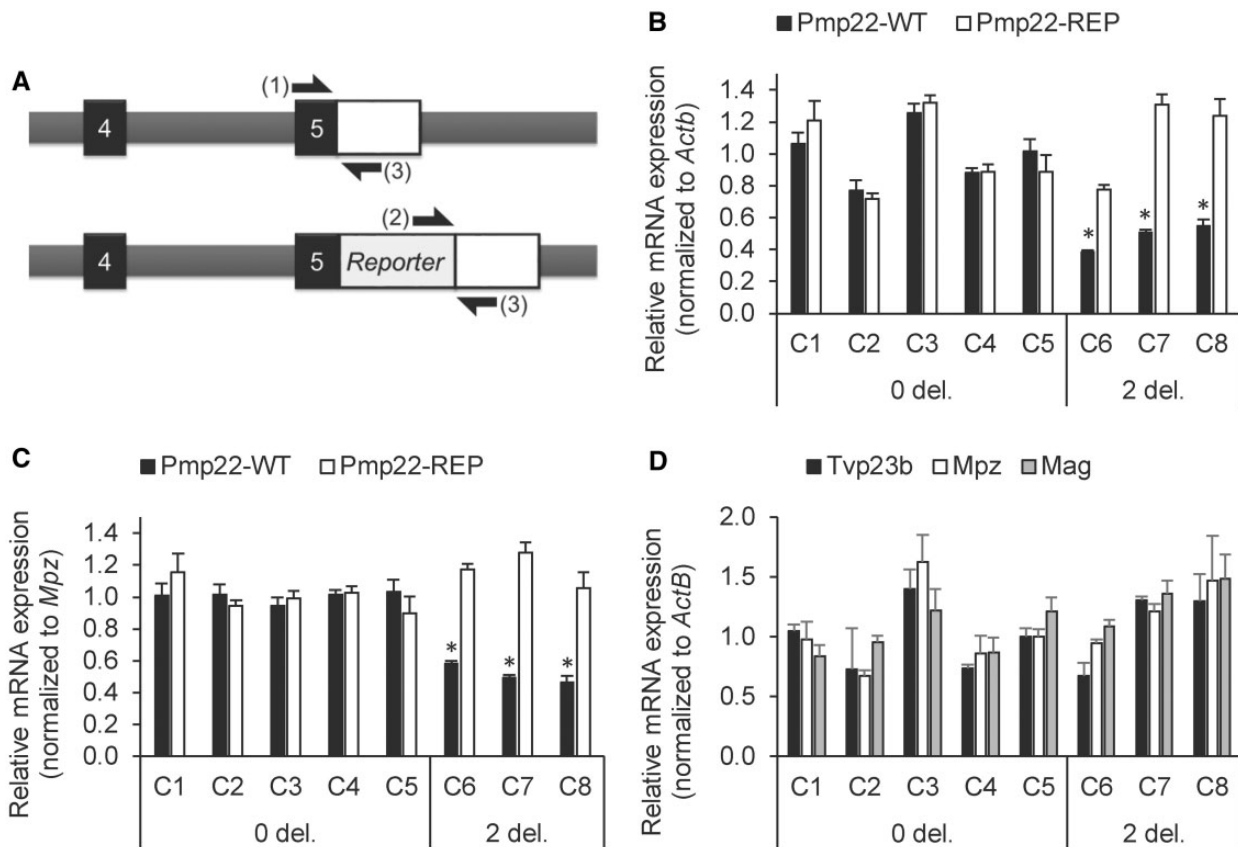 A
(1)
4
5
(3)
(2)
4
5
Reporter
(3)
B
Pmp22-WT Pmp22-REP
Relative mRNA expression
(normalized to Actb)
1.4
1.2
1.0
0.8
0.6
0.4
0.2
0.0
* * *
C1 C2 C3 C4 C5 C6 C7 C8
0 del. 2 del.
C
Pmp22-WT Pmp22-REP
Relative mRNA expression
(normalized to Mpz)
1.4
1.2
1.0
0.8
0.6
0.4
0.2
0.0
* * *
C1 C2 C3 C4 C5 C6 C7 C8
0 del. 2 del.
D
Tvp23b Mpz Mag
Relative mRNA expression
(normalized to ActB)
2.0
1.5
1.0
0.5
0.0
C1 C2 C3 C4 C5 C6 C7 C8
0 del. 2 del.